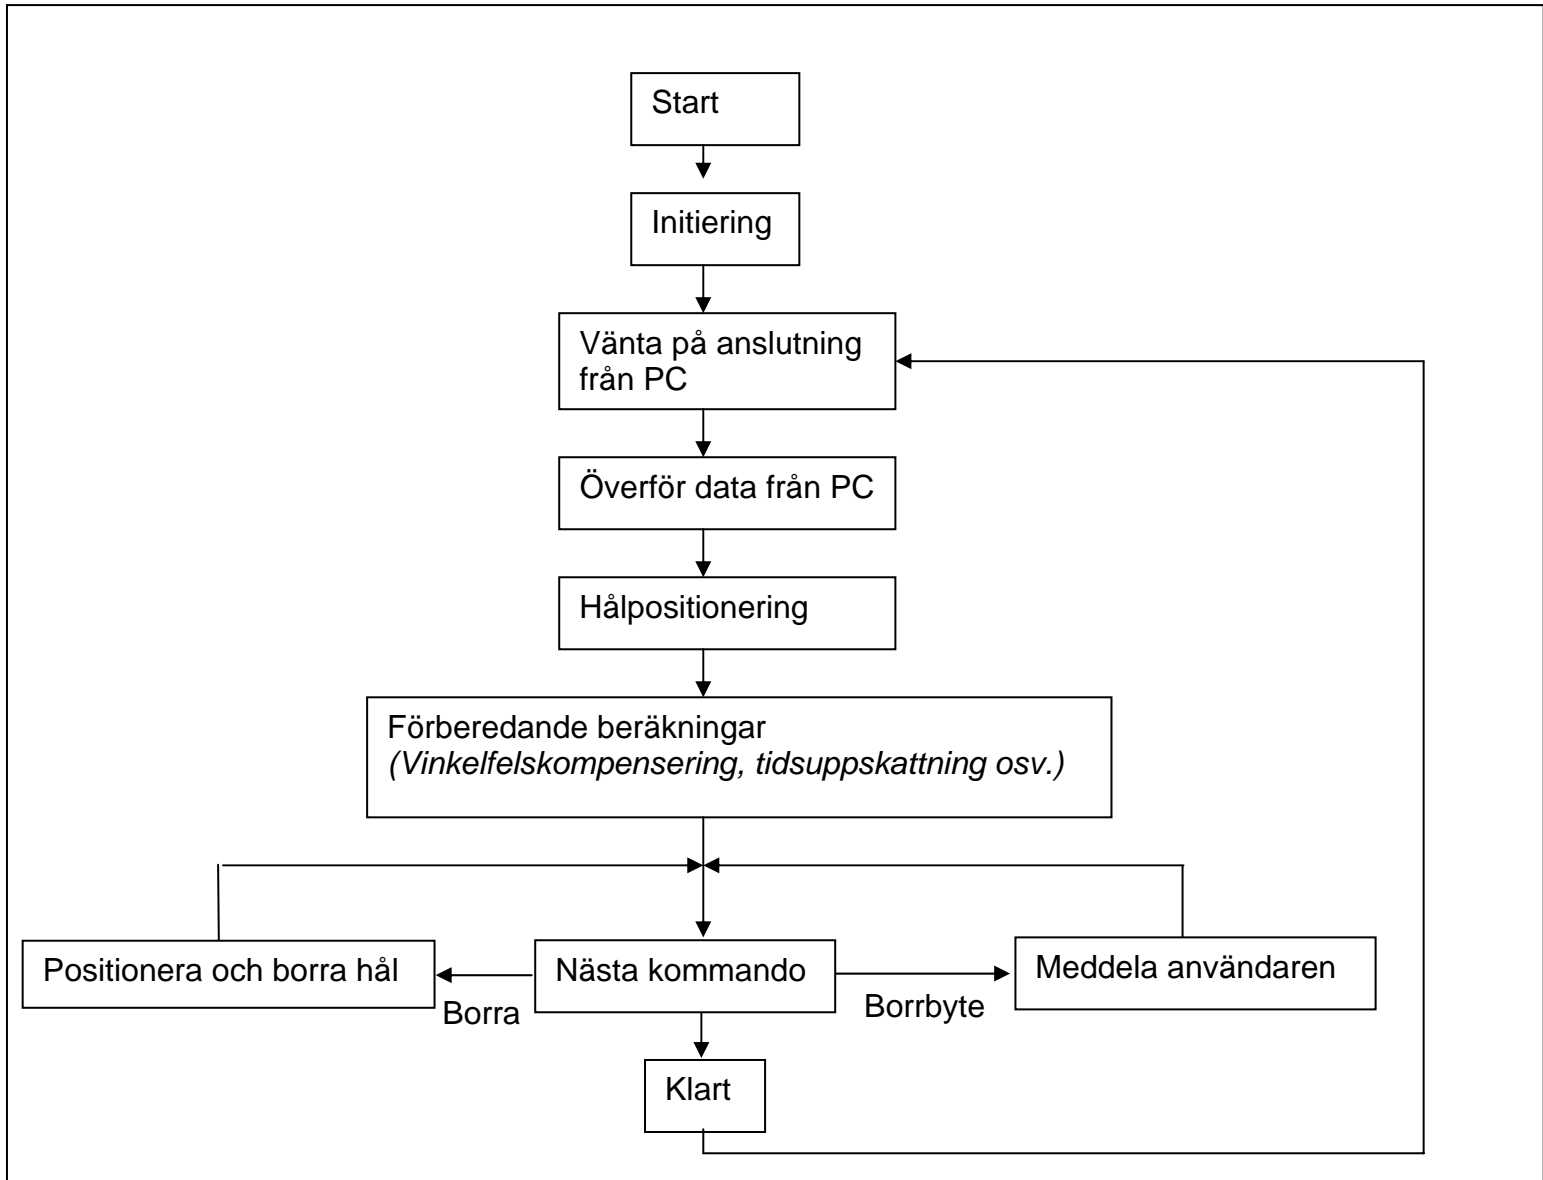 Start
Initiering
Vänta på anslutning
från PC
Överför data från PC
Hålpositionering
Förberedande beräkningar
(Vinkelfelskompensering, tidsuppskattning osv.)
Positionera och borra hål
Borra
Nästa kommando
Borrbyte
Meddela användaren
Klart